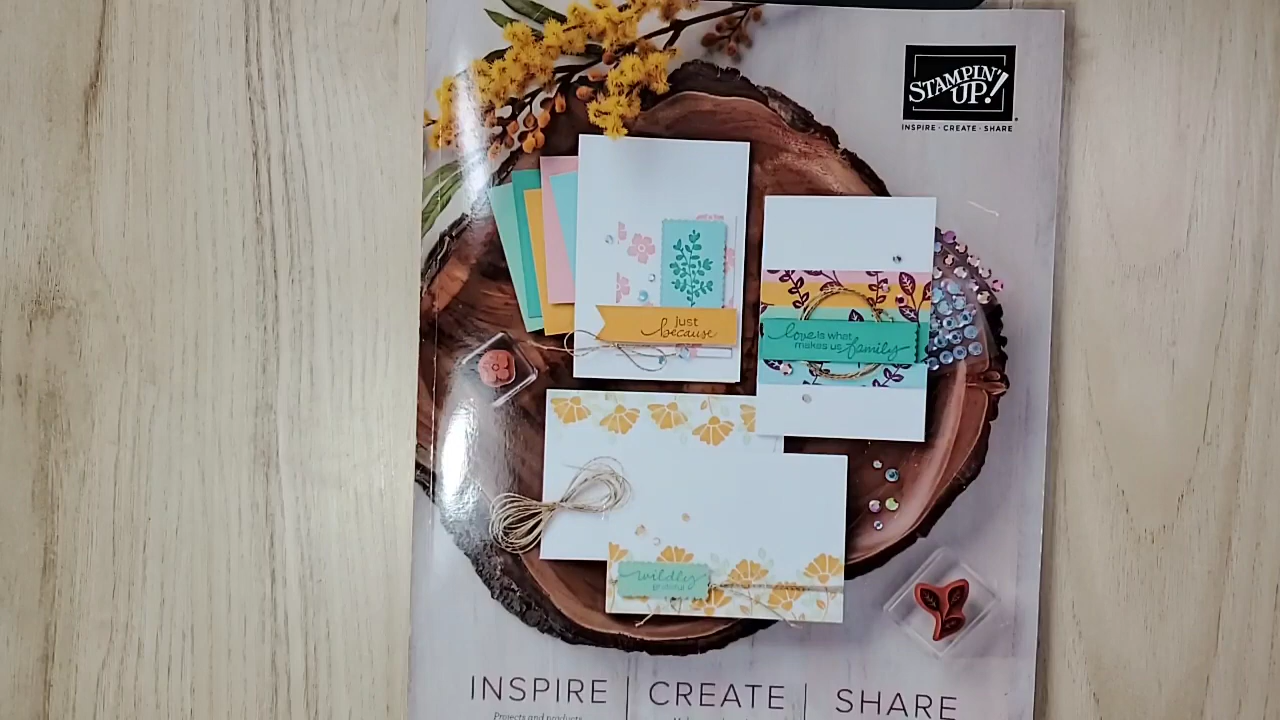 STAMPIN'
UP!
INSPIRE · CREATE · SHARE
just
because
love is what
makes us family
wildly
grateful
INSPIRE | CREATE | SHARE
Projects and products